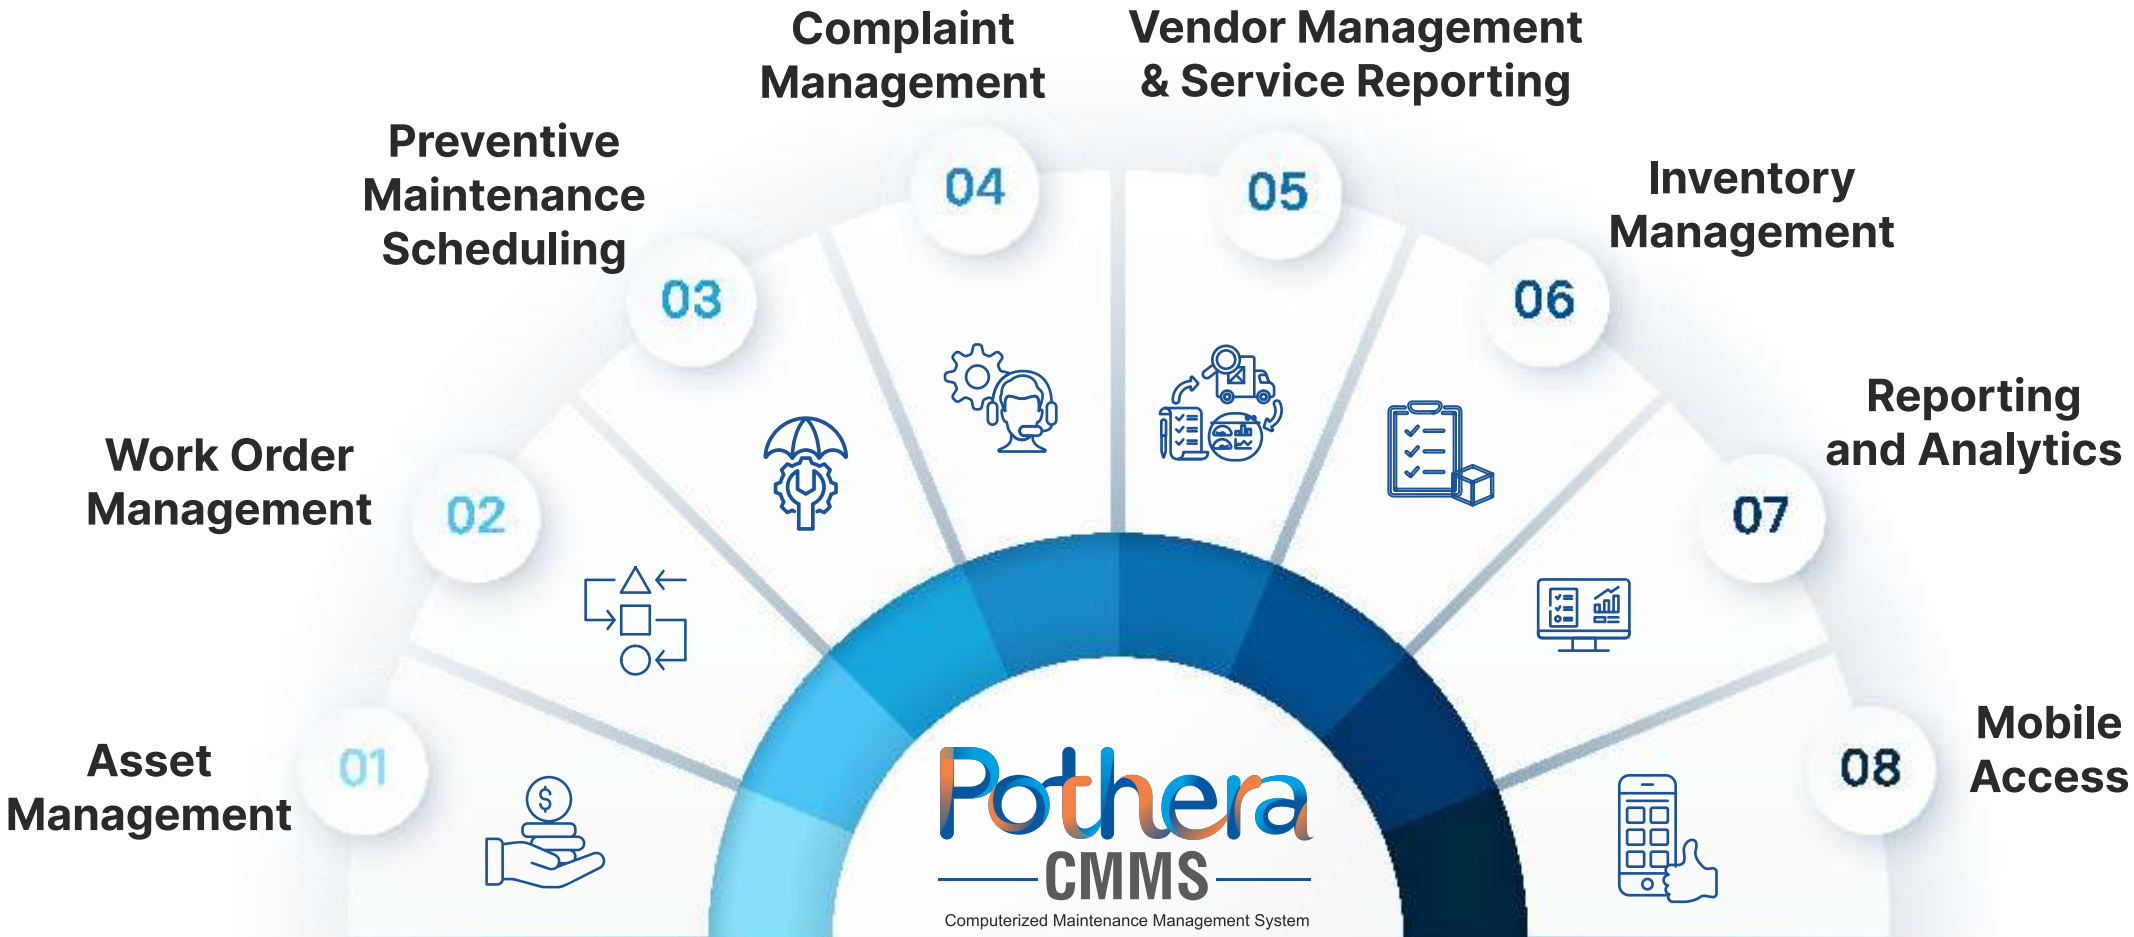 Complaint
Management
Vendor Management
& Service Reporting
Preventive
Maintenance
Scheduling
Inventory
Management
Work Order
Management
Reporting
and Analytics
Asset
Management
Mobile
Access
01
02
03
04
05
06
07
08
$
Pothera
CMMS
Computerized Maintenance Management System